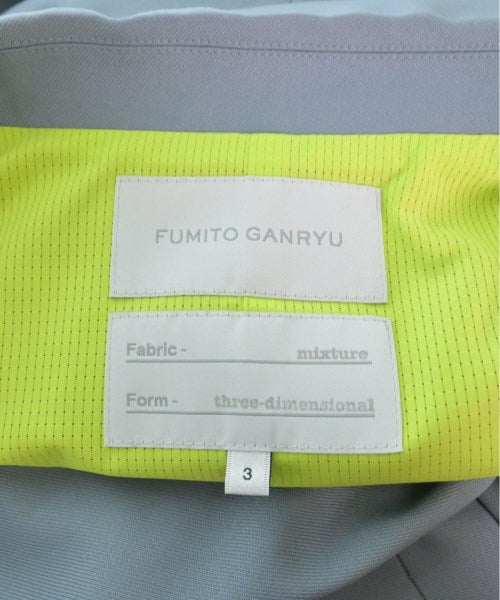 FUMITO GANRYU
Fabric - mixture
Form - three-dimensional
3